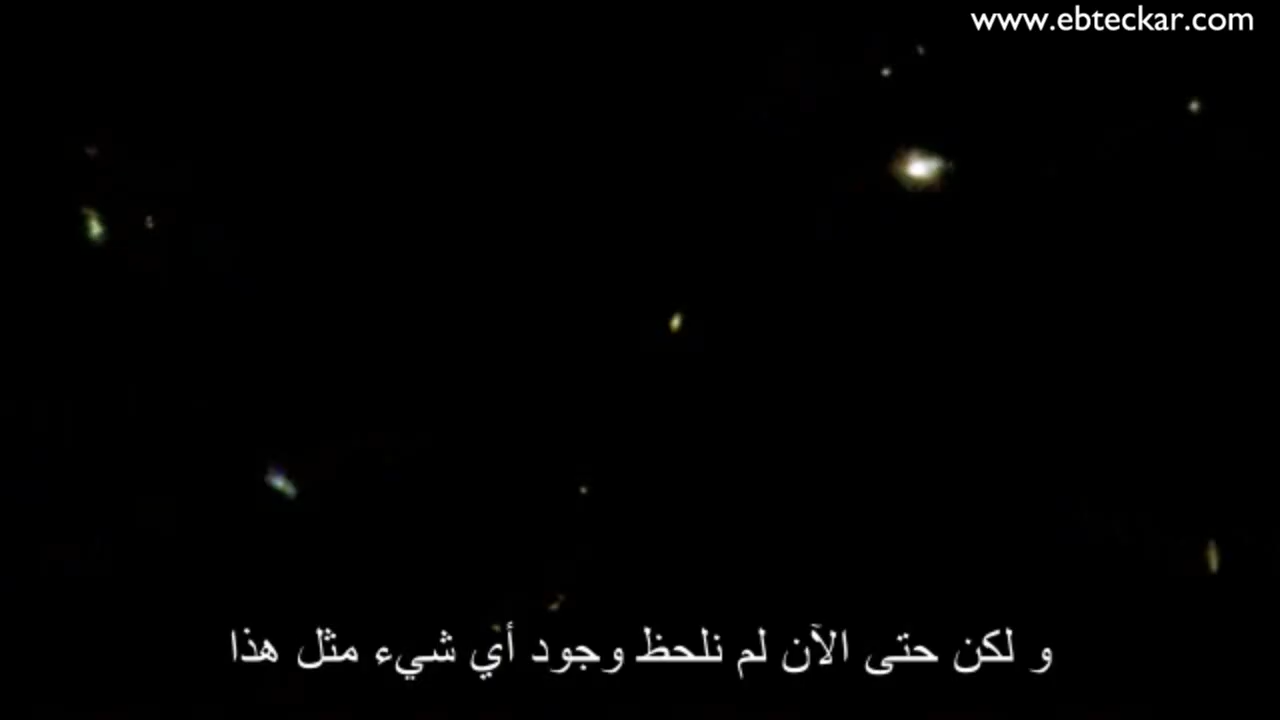 www.ebteckar.com
و لكن حتى الآن لم نلحظ وجود أي شيء مثل هذا